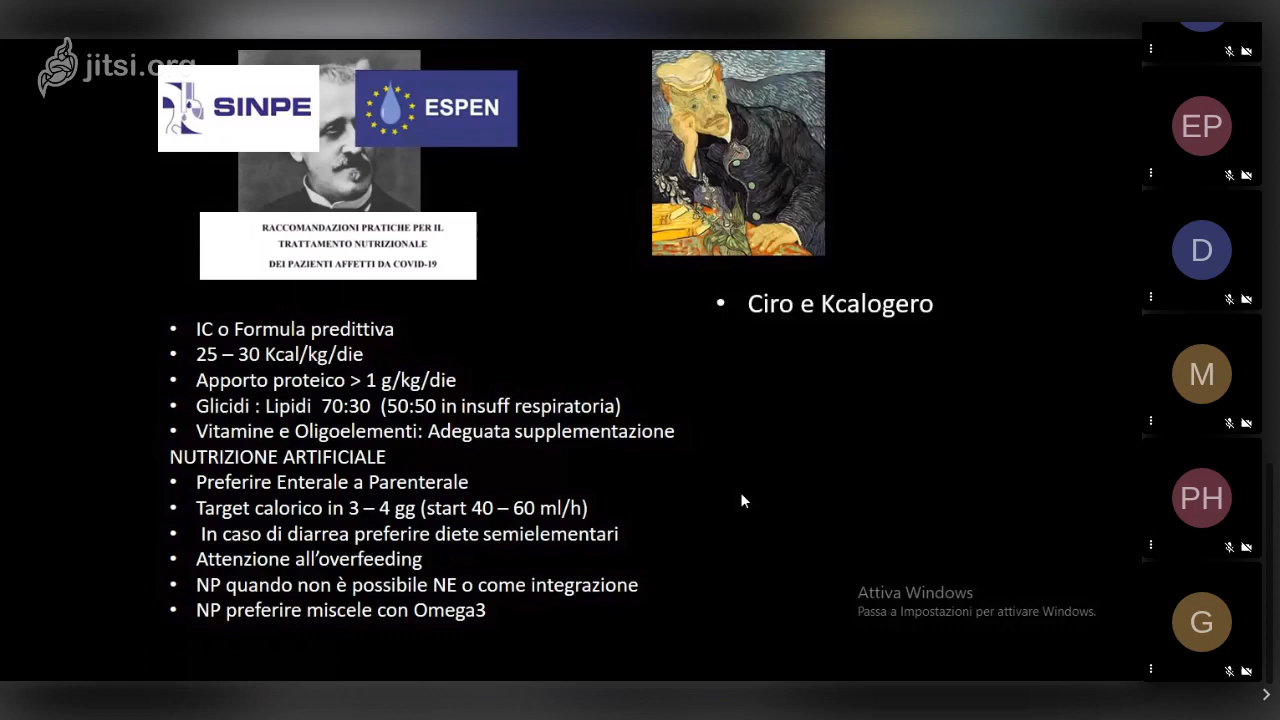 jitsi.org
SINPE
ESPEN
RACCOMANDAZIONI PRATICHE PER IL
TRATTAMENTO NUTRIZIONALE
DEI PAZIENTI AFFETTI DA COVID-19
• IC o Formula predittiva
• 25 – 30 Kcal/kg/die
• Apporto proteico > 1 g/kg/die
• Glicidi : Lipidi 70:30 (50:50 in insuff respiratoria)
• Vitamine e Oligoelementi: Adeguata supplementazione
NUTRIZIONE ARTIFICIALE
• Preferire Enterale a Parenterale
• Target calorico in 3 – 4 gg (start 40 – 60 ml/h)
• In caso di diarrea preferire diete semielementari
• Attenzione all’overfeeding
• NP quando non è possibile NE o come integrazione
• NP preferire miscele con Omega3
• Ciro e Kcalogero
Attiva Windows
Passa a Impostazioni per attivare Windows.
EP
D
M
PH
G